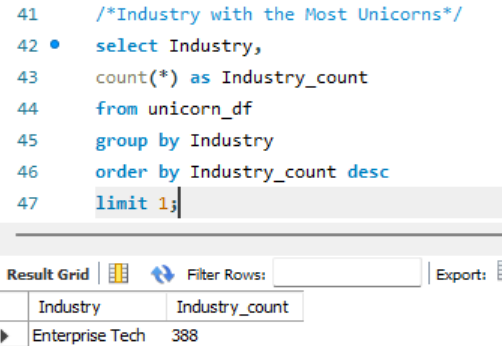 41 /*Industry with the Most Unicorns*/
42 select Industry,
43 count(*) as Industry_count
44 from unicorn_df
45 group by Industry
46 order by Industry_count desc
47 limit 1;
Result Grid Filter Rows: Export:
Industry Industry_count
Enterprise Tech 388